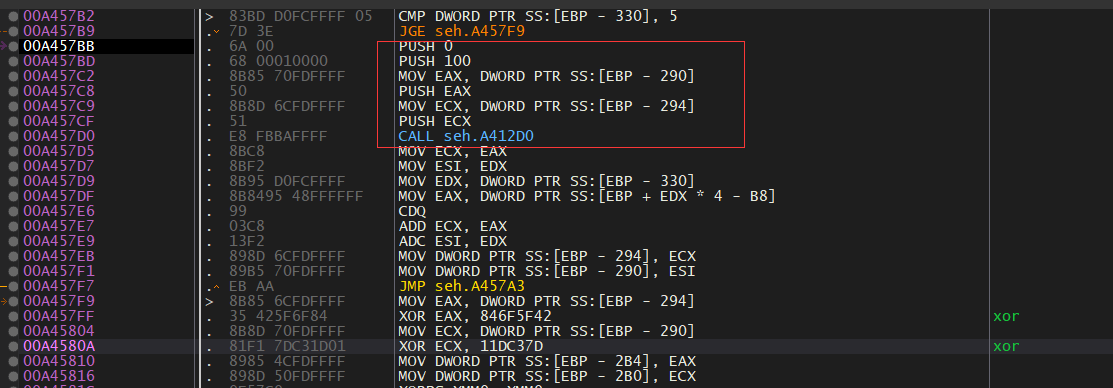 00A457B2 > 83BD D0FCFFFF 05 CMP DWORD PTR SS:[EBP - 330], 5
00A457B9 . 7D 3E JGE seh.A457F9
00A457BB . 6A 00 PUSH 0
00A457BD . 68 00010000 PUSH 100
00A457C2 . 8B85 70FDFFFF MOV EAX, DWORD PTR SS:[EBP - 290]
00A457C8 . 50 PUSH EAX
00A457C9 . 8B8D 6CFDFFFF MOV ECX, DWORD PTR SS:[EBP - 294]
00A457CF . 51 PUSH ECX
00A457D0 . E8 FBBAFFFF CALL seh.A412D0
00A457D5 . 8BC8 MOV ECX, EAX
00A457D7 . 8BF2 MOV ESI, EDX
00A457D9 . 8B95 D0FCFFFF MOV EDX, DWORD PTR SS:[EBP - 330]
00A457DF . 8B8495 48FFFFFF MOV EAX, DWORD PTR SS:[EBP + EDX * 4 - B8]
00A457E6 . 99 CDQ
00A457E7 . 03C8 ADD ECX, EAX
00A457E9 . 13F2 ADC ESI, EDX
00A457EB . 898D 6CFDFFFF MOV DWORD PTR SS:[EBP - 294], ECX
00A457F1 . 89B5 70FDFFFF MOV DWORD PTR SS:[EBP - 290], ESI
00A457F7 . EB AA JMP seh.A457A3
00A457F9 > 8B85 6CFDFFFF MOV EAX, DWORD PTR SS:[EBP - 294]
00A457FF . 35 425F6F84 XOR EAX, 846F5F42 xor
00A45804 . 8B8D 70FDFFFF MOV ECX, DWORD PTR SS:[EBP - 290]
00A4580A . 81F1 7DC31D01 XOR ECX, 11DC37D xor
00A45810 . 8985 4CFDFFFF MOV DWORD PTR SS:[EBP - 2B4], EAX
00A45816 . 898D 50FDFFFF MOV DWORD PTR SS:[EBP - 2B0], ECX